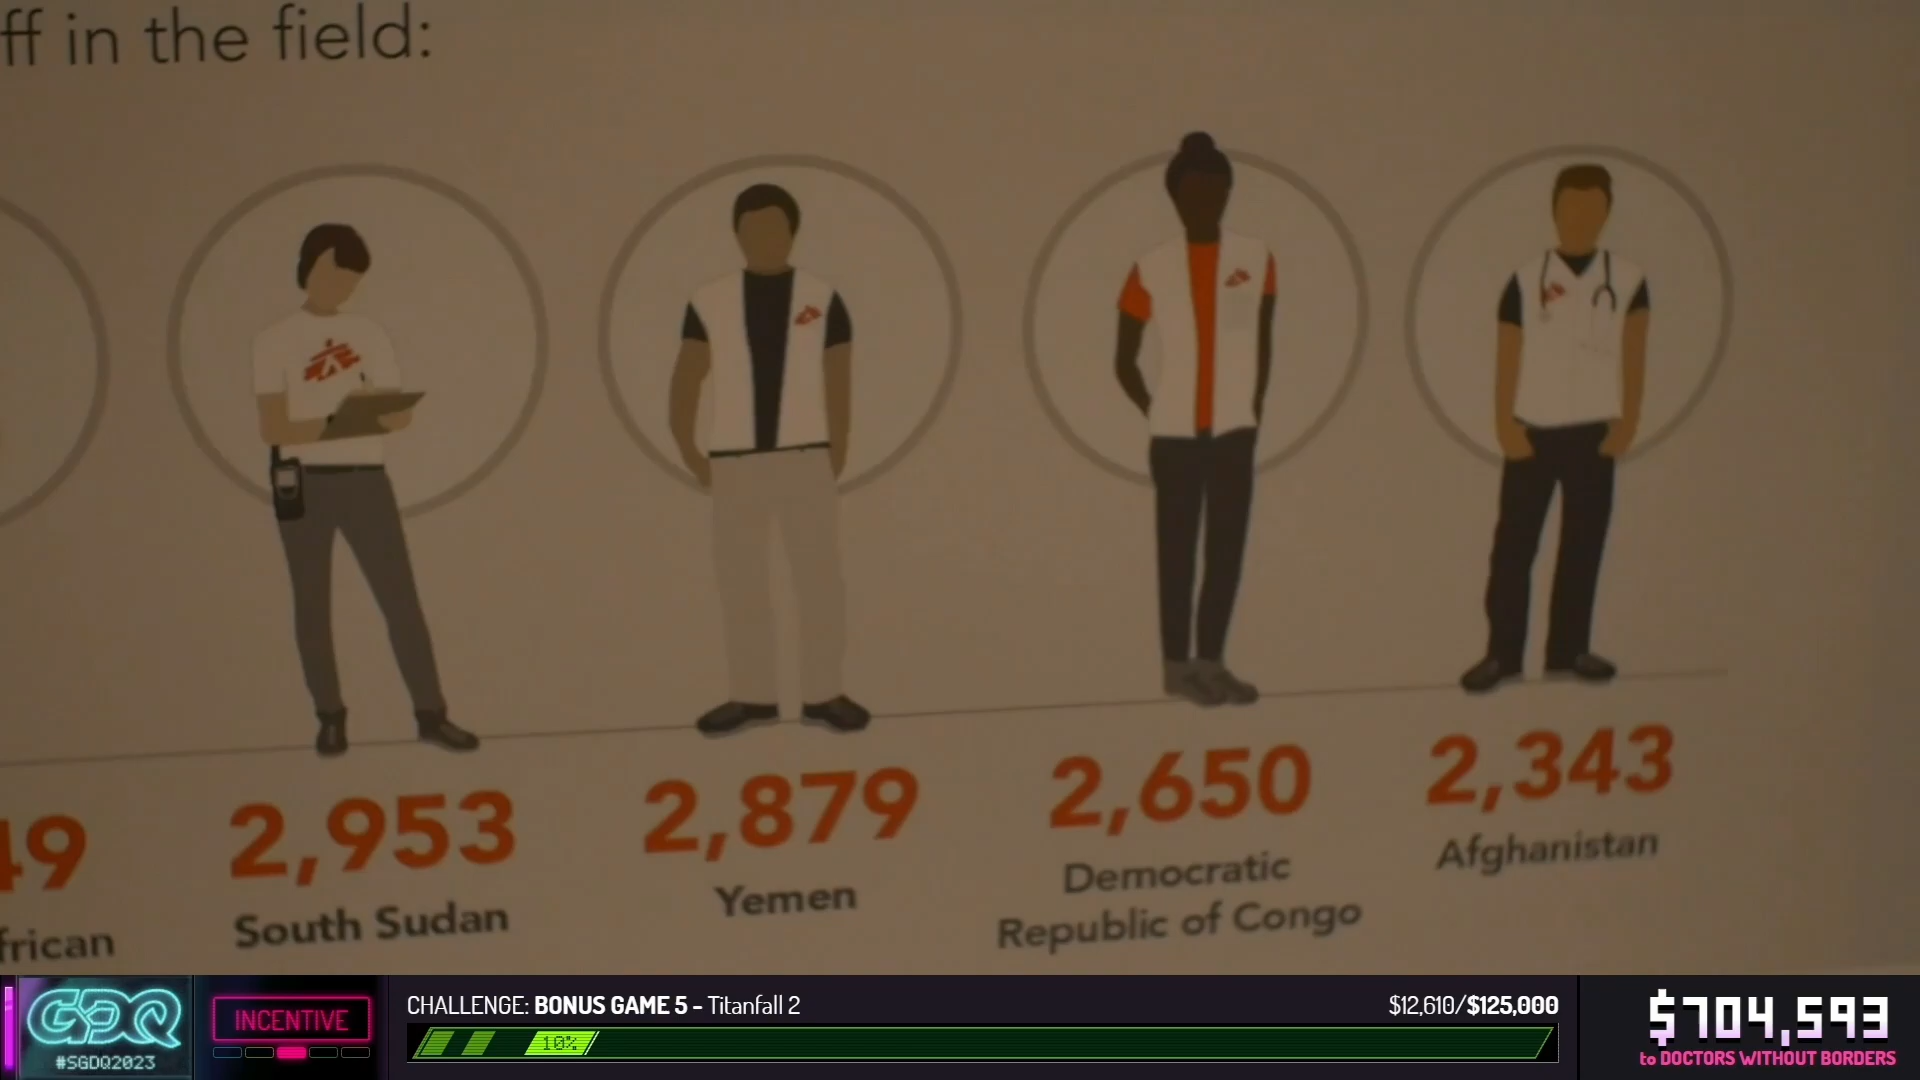 ff in the field:
49
frican
2,953
South Sudan
2,879
Yemen
2,650
Democratic
Republic of Congo
2,343
Afghanistan
GDQ
#SGDQ2023
INCENTIVE
CHALLENGE: BONUS GAME 5 – Titanfall 2
$12,610/$125,000
10%
$704,593
to DOCTORS WITHOUT BORDERS